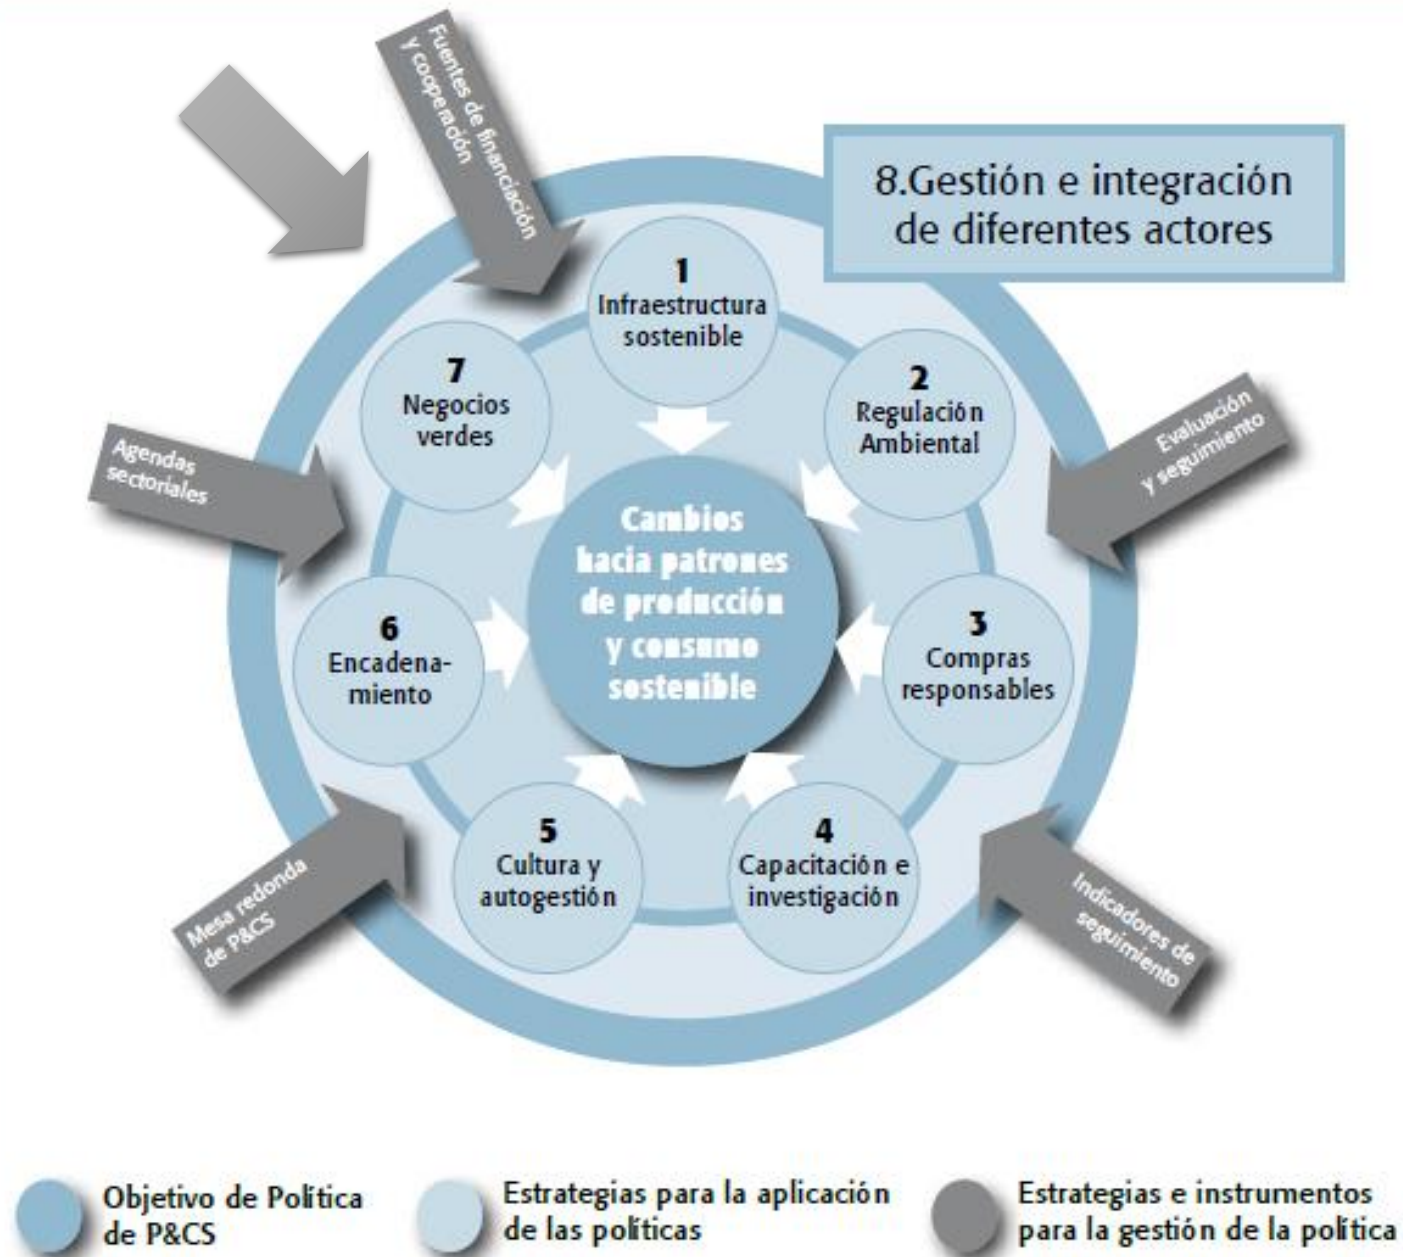 Fuentes de financiación
y cooperación
8.Gestión e integración
de diferentes actores
1
Infraestructura
sostenible
7
Negocios
verdes
2
Regulación
Ambiental
Agendas
sectoriales
Evaluación
y seguimiento
Cambios
hacia patrones
de producción
y consumo
sostenible
6
Encadena-
miento
3
Compras
responsables
5
Cultura y
autogestión
4
Capacitación e
investigación
Mesa redonda
de P&CS
Indicadores de
seguimiento
Objetivo de Política
de P&CS
Estrategias para la aplicación
de las políticas
Estrategias e instrumentos
para la gestión de la política